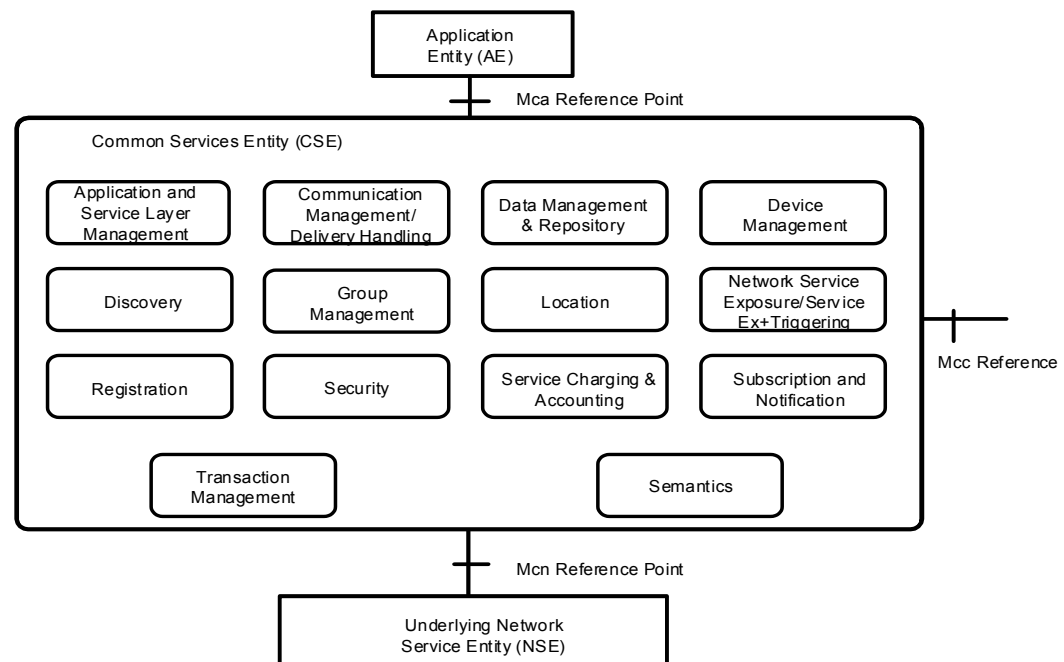 Application
Entity (AE)
Mca Reference Point
Common Services Entity (CSE)
Application and
Service Layer
Management
Communication
Management/
Delivery Handling
Data Management
& Repository
Device
Management
Discovery
Group
Management
Location
Network Service
Exposure/Service
Ex+Triggering
Mcc Reference
Registration
Security
Service Charging &
Accounting
Subscription and
Notification
Transaction
Management
Semantics
Mcn Reference Point
Underlying Network
Service Entity (NSE)